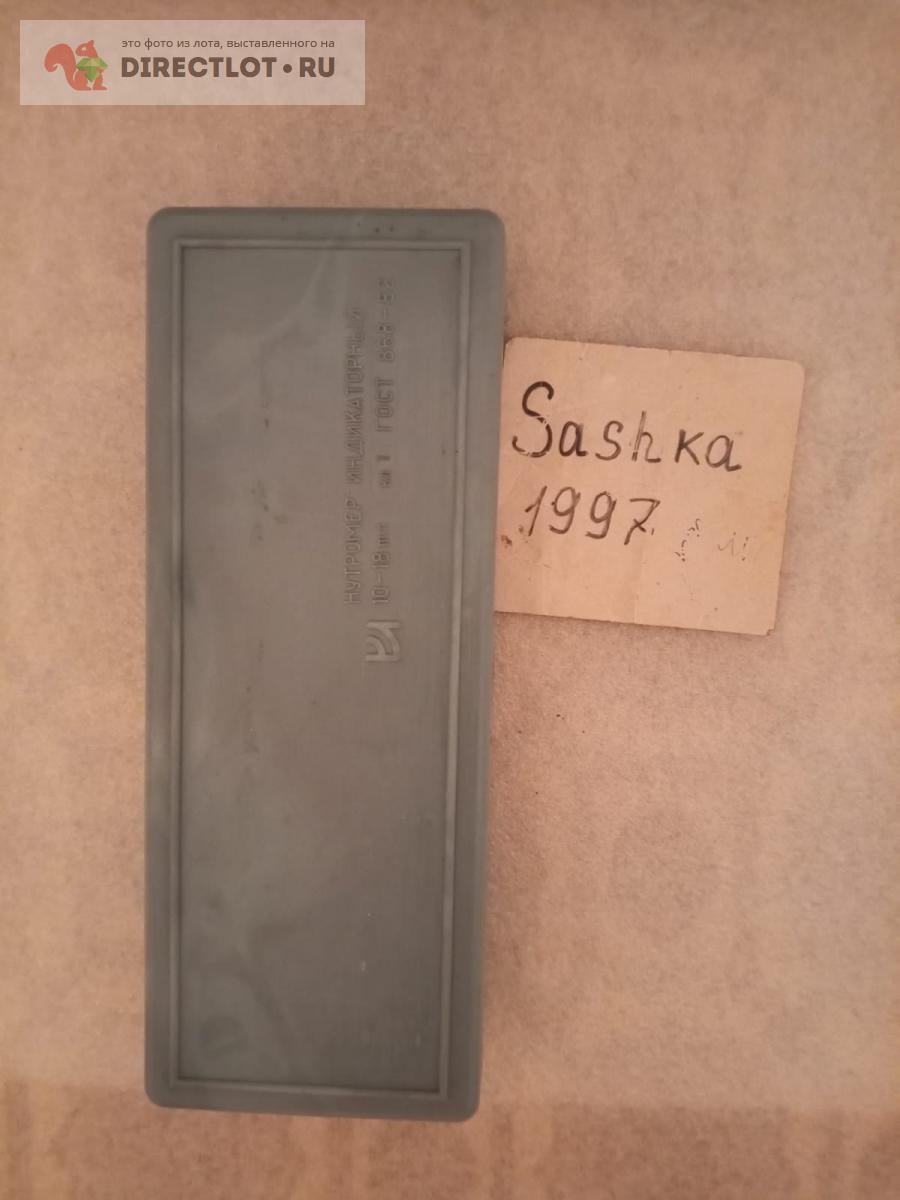 это фото из лота, выставленного на
DIRECTLOT•RU
НУТРОМЕР ИНДИКАТОРНЫЙ
10-18 мм кл 1 ГОСТ 868-82
Sashka
1997